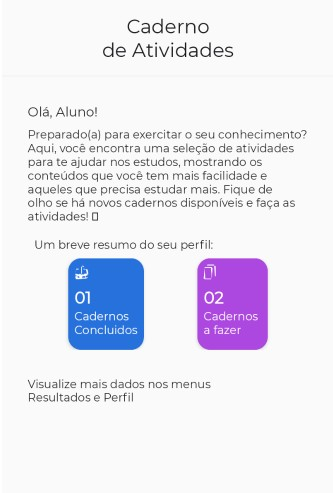 Caderno
de Atividades
Olá, Aluno!
Preparado(a) para exercitar o seu conhecimento?
Aqui, você encontra uma seleção de atividades
para te ajudar nos estudos, mostrando os
conteúdos que você tem mais facilidade e
aqueles que precisa estudar mais. Fique de
olho se há novos cadernos disponíveis e faça as
atividades!
Um breve resumo do seu perfil:
01
Cadernos
Concluidos
02
Cadernos
a fazer
Visualize mais dados nos menus
Resultados e Perfil